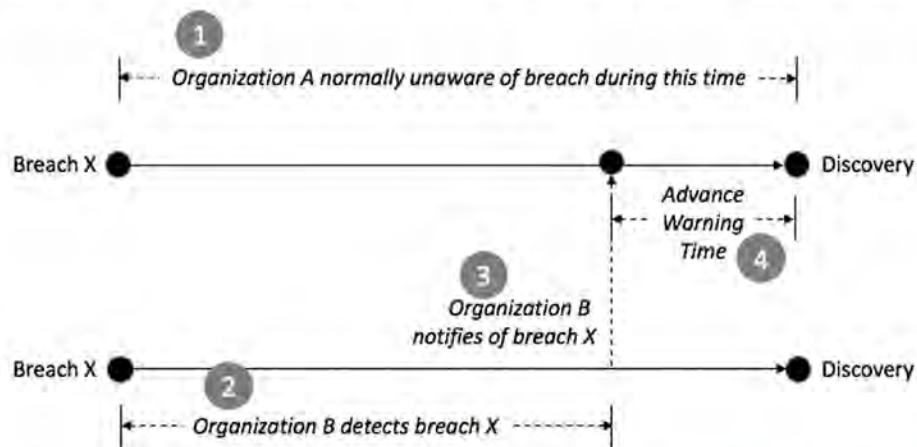 1
Organization A normally unaware of breach during this time
Breach X
Discovery
Advance
Warning
Time
4
3
Organization B
notifies of breach X
Breach X
Discovery
2
Organization B detects breach X